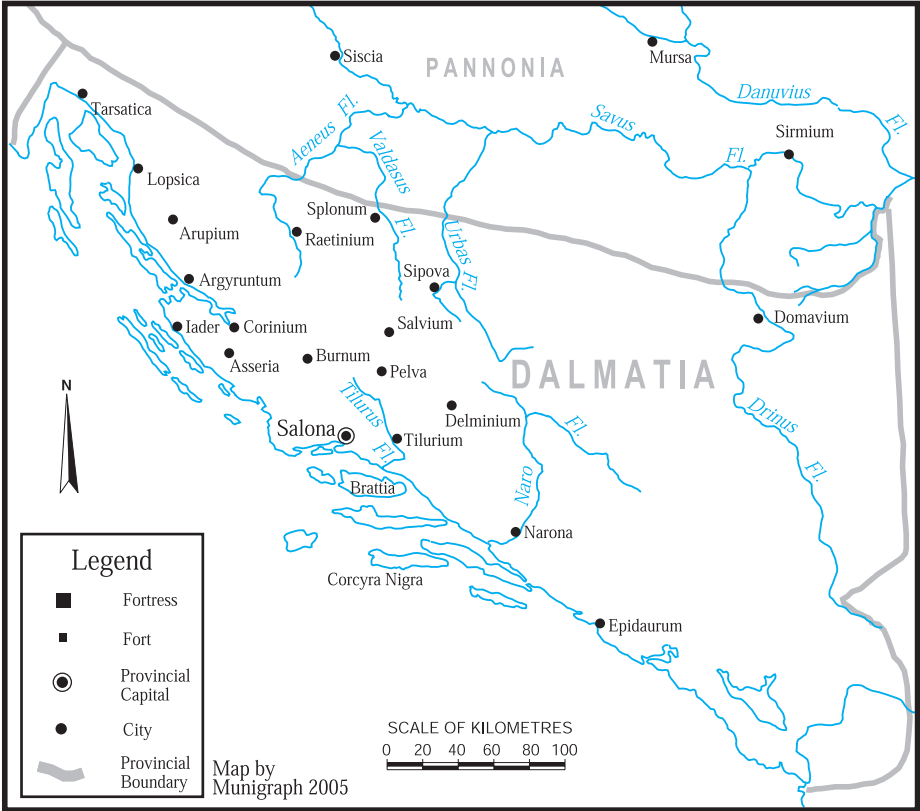 Siscia
PANNONIA
Mursa
Danuvius
Fl.
Tarsatica
Aeneus Fl.
Savus
Fl.
Sirmium
Valdasus
Fl.
Lopsica
Splonum
Arupium
Raetinium
Urbas Fl.
Sipova
Argyruntum
Iader
Corinium
Salvium
Domavium
Asseria
Burnum
Pelva
DALMATIA
Tilurus
Fl.
Delminium
Drinus
Fl.
N
Salona
Tilurium
Fl.
Brattia
Naro
Narona
Corcyra Nigra
Epidaurum
Legend
Fortress
Fort
Provincial
Capital
City
Provincial
Boundary
SCALE OF KILOMETRES
0 20 40 60 80 100
Map by
Munigraph 2005